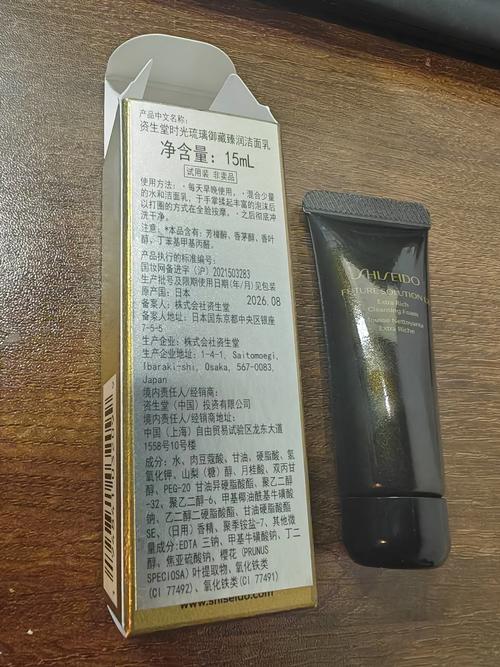 产品中文名称:
资生堂时光琉璃御藏臻润洁面乳
净含量: 15mL
试用装 非卖品
使用方法: ·每天早晚使用。·混合少量
的水和洁面乳, 于手掌揉起丰富的泡沫后
以打圈的方式在全脸按摩。·之后彻底冲
洗干净。
注意: *本品含有: 芳樟醇、香茅醇、香叶
醇、丁苯基甲基丙醛。
产品执行的标准编号:
国妆网备进字（沪）2021503283
生产批号及限期使用日期(年/月)见包装
原产国: 日本
2026.08
备案人: 株式会社资生堂
备案人地址: 日本国东京都中央区银座
7-5-5
生产企业: 株式会社资生堂
生产企业地址: 1-4-1, Saitomoegi,
Ibaraki-shi, Osaka, 567-0083,
Japan
境内责任人/经销商:
资生堂（中国）投资有限公司
境内责任人/经销商地址:
中国（上海）自由贸易试验区龙东大道
1558号10号楼
成分: 水、肉豆蔻酸、甘油、硬脂酸、氢
氧化钾、山梨（糖）醇、月桂酸、双丙甘
醇、PEG-20 甘油异硬脂酸酯、聚乙二醇
-32、聚乙二醇-6、甲基椰油酰基牛磺酸
钠、乙二醇二硬脂酸酯、甘油硬脂酸酯
SE、（日用）香精、聚季铵盐-7、其他微
量成分:EDTA 三钠、甲基牛磺酸钠、丁二
醇、焦亚硫酸钠、樱花 (PRUNUS
SPECIOSA) 叶提取物、氧化铁类
(CI 77492)、氧化铁类(CI 77491)
www.shiseido.com
SHISEIDO
FUTURE SOLUTION L
Extra Rich
Cleansing Foam
Mousse Nettoyante
Extra Riche